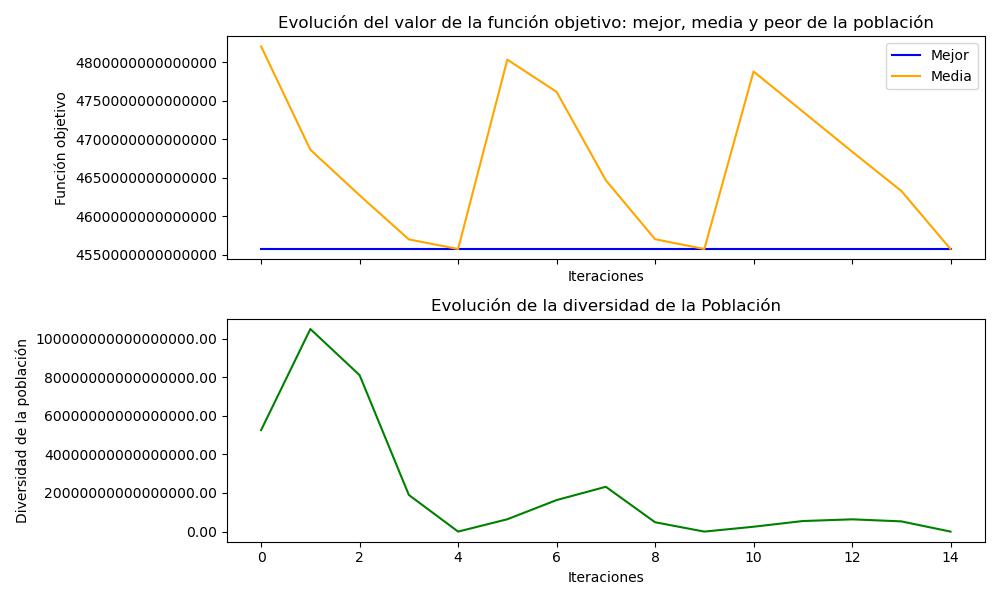 Evolución del valor de la función objetivo: mejor, media y peor de la población
Mejor
Media
4800000000000000
4750000000000000
4700000000000000
4650000000000000
4600000000000000
4550000000000000
Función objetivo
Iteraciones
Evolución de la diversidad de la Población
100000000000000000.00
80000000000000000.00
60000000000000000.00
40000000000000000.00
20000000000000000.00
0.00
Diversidad de la población
0 2 4 6 8 10 12 14
Iteraciones